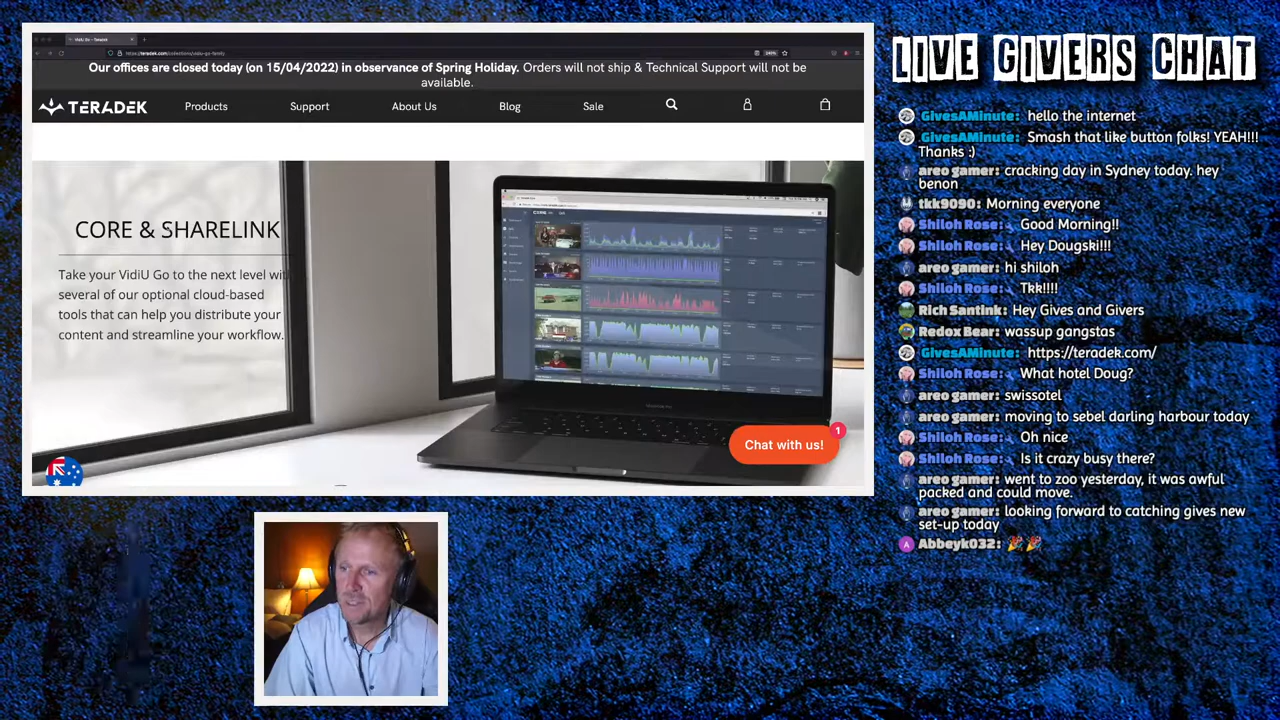 VidiU Go – Teradek
Our offices are closed today (on 15/04/2022) in observance of Spring Holiday. Orders will not ship & Technical Support will not be
available.
TERADEK
Products
Support
About Us
Blog
Sale
CORE & SHARELINK
Take your VidiU Go to the next level with
several of our optional cloud-based
tools that can help you distribute your
content and streamline your workflow.
Chat with us!
1
LIVE GIVERS CHAT
GivesAMinute: hello the internet
GivesAMinute: Smash that like button folks! YEAH!!!
Thanks :)
areo gamer: cracking day in Sydney today. hey
benon
tkk9090: Morning everyone
Shiloh Rose: Good Morning!!
Shiloh Rose: Hey Dougski!!!
areo gamer: hi shiloh
Shiloh Rose: Tkk!!!!
Rich Santink: Hey Gives and Givers
Redox Bear: wassup gangstas
GivesAMinute: https://teradek.com/
Shiloh Rose: What hotel Doug?
areo gamer: swissotel
areo gamer: moving to sebel darling harbour today
Shiloh Rose: Oh nice
Shiloh Rose: Is it crazy busy there?
areo gamer: went to zoo yesterday, it was awful
packed and could move.
areo gamer: looking forward to catching gives new
set-up today
Abbeyk032: 🎉🎉